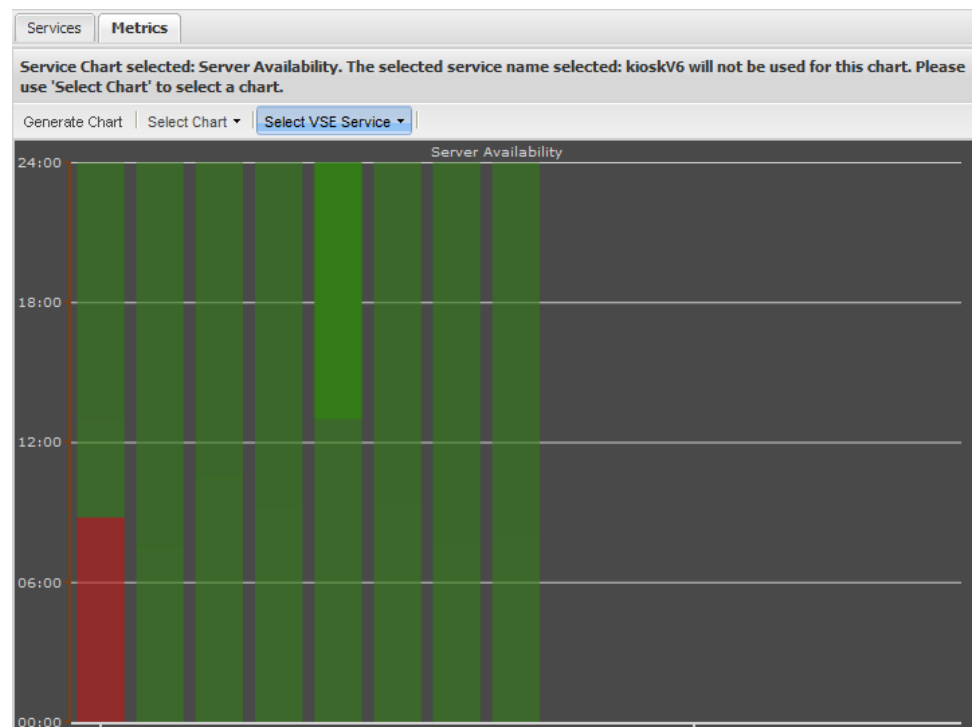 Services Metrics
Service Chart selected: Server Availability. The selected service name selected: kioskV6 will not be used for this chart. Please
use 'Select Chart' to select a chart.
Generate Chart Select Chart Select VSE Service
Server Availability
24:00
18:00
12:00
06:00
00:00